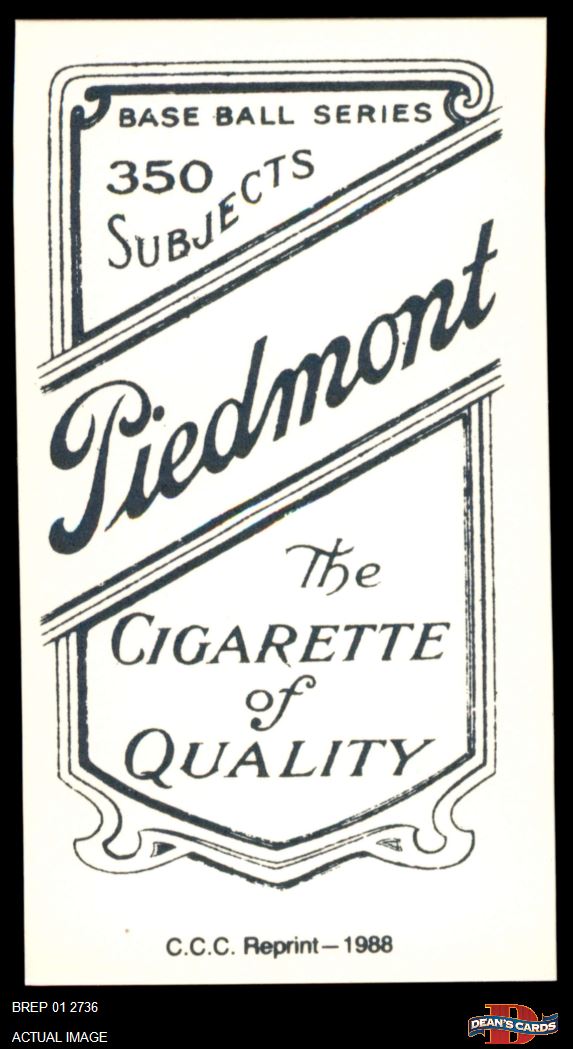 BASE BALL SERIES
350
SUBJECTS
Piedmont
The
CIGARETTE
of
QUALITY
C.C.C. Reprint—1988
BREP 01 2736
ACTUAL IMAGE
DEAN'S CARDS